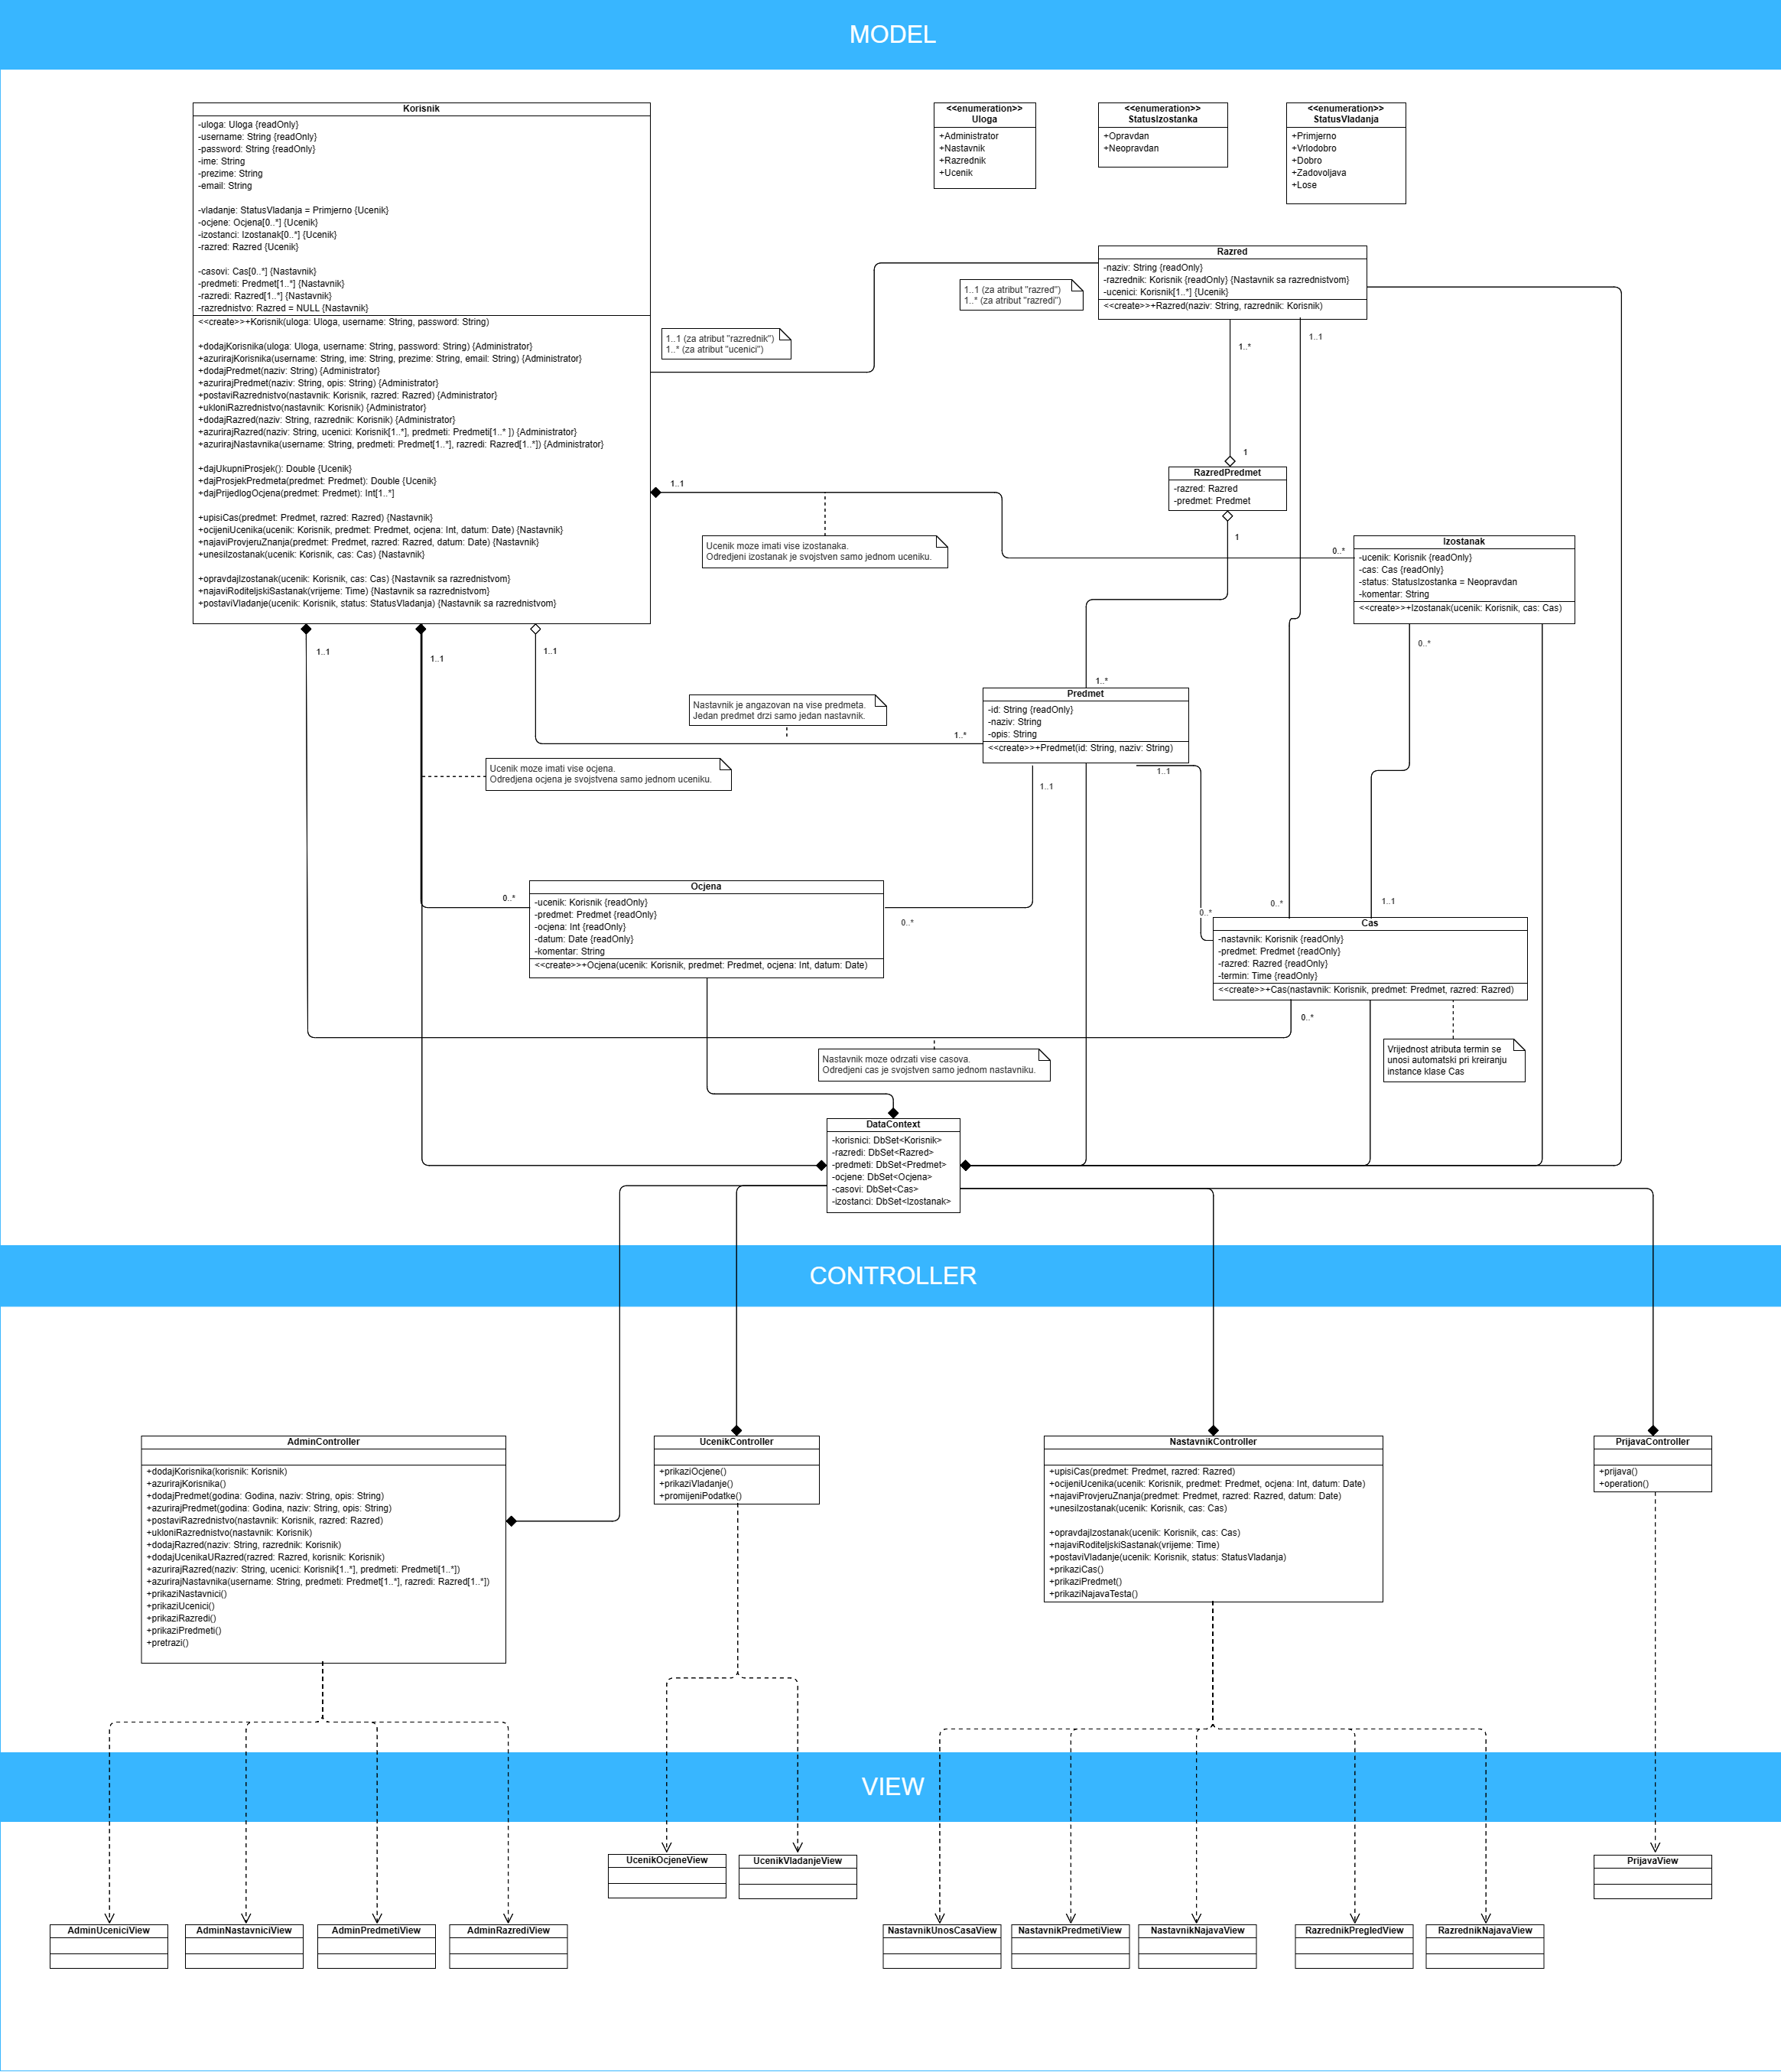 MODEL
Korisnik
-uloga: Uloga {readOnly}
-username: String {readOnly}
-password: String {readOnly}
-ime: String
-prezime: String
-email: String
-vladanje: StatusVladanja = Primjerno {Ucenik}
-ocjene: Ocjena[0..*] {Ucenik}
-izostanci: Izostanak[0..*] {Ucenik}
-razred: Razred {Ucenik}
-casovi: Cas[0..*] {Nastavnik}
-predmeti: Predmet[1..*] {Nastavnik}
-razredi: Razred[1..*] {Nastavnik}
-razrednistvo: Razred = NULL {Nastavnik}
<<create>>+Korisnik(uloga: Uloga, username: String, password: String)
+dodajKorisnika(uloga: Uloga, username: String, password: String) {Administrator}
+azurirajKorisnika(username: String, ime: String, prezime: String, email: String) {Administrator}
+dodajPredmet(naziv: String) {Administrator}
+azurirajPredmet(naziv: String, opis: String) {Administrator}
+postaviRazrednistvo(nastavnik: Korisnik, razred: Razred) {Administrator}
+ukloniRazrednistvo(nastavnik: Korisnik) {Administrator}
+dodajRazred(naziv: String, razrednik: Korisnik) {Administrator}
+azurirajRazred(naziv: String, ucenici: Korisnik[1..*], predmeti: Predmeti[1..* ]) {Administrator}
+azurirajNastavnika(username: String, predmeti: Predmet[1..*], razredi: Razred[1..*]) {Administrator}
+dajUkupniProsjek(): Double {Ucenik}
+dajProsjekPredmeta(predmet: Predmet): Double {Ucenik}
+dajPrijedlogOcjena(predmet: Predmet): Int[1..*]
+upisiCas(predmet: Predmet, razred: Razred) {Nastavnik}
+ocijeniUcenika(ucenik: Korisnik, predmet: Predmet, ocjena: Int, datum: Date) {Nastavnik}
+najaviProvjeruZnanja(predmet: Predmet, razred: Razred, datum: Date) {Nastavnik}
+unesiIzostanak(ucenik: Korisnik, cas: Cas) {Nastavnik}
+opravdajIzostanak(ucenik: Korisnik, cas: Cas) {Nastavnik sa razrednistvom}
+najaviRoditeljskiSastanak(vrijeme: Time) {Nastavnik sa razrednistvom}
+postaviVladanje(ucenik: Korisnik, status: StatusVladanja) {Nastavnik sa razrednistvom}
<<enumeration>>
Uloga
+Administrator
+Nastavnik
+Razrednik
+Ucenik
<<enumeration>>
StatusIzostanka
+Opravdan
+Neopravdan
<<enumeration>>
StatusVladanja
+Primjerno
+Vrlodobro
+Dobro
+Zadovoljava
+Lose
Razred
-naziv: String {readOnly}
-razrednik: Korisnik {readOnly} {Nastavnik sa razrednistvom}
-ucenici: Korisnik[1..*] {Ucenik}
<<create>>+Razred(naziv: String, razrednik: Korisnik)
1..1 (za atribut "razred")
1..* (za atribut "razredi")
1..1 (za atribut "razrednik")
1..* (za atribut "ucenici")
1..*
1..1
1
RazredPredmet
-razred: Razred
-predmet: Predmet
1
1..1
Ucenik moze imati vise izostanaka.
Odredjeni izostanak je svojstven samo jednom uceniku.
0..*
Izostanak
-ucenik: Korisnik {readOnly}
-cas: Cas {readOnly}
-status: StatusIzostanka = Neopravdan
-komentar: String
<<create>>+Izostanak(ucenik: Korisnik, cas: Cas)
0..*
1..1
1..1
1..1
Nastavnik je angazovan na vise predmeta.
Jedan predmet drzi samo jedan nastavnik.
1..*
1..*
Predmet
-id: String {readOnly}
-naziv: String
-opis: String
<<create>>+Predmet(id: String, naziv: String)
1..1
1..1
Ucenik moze imati vise ocjena.
Odredjena ocjena je svojstvena samo jednom uceniku.
0..*
Ocjena
-ucenik: Korisnik {readOnly}
-predmet: Predmet {readOnly}
-ocjena: Int {readOnly}
-datum: Date {readOnly}
-komentar: String
<<create>>+Ocjena(ucenik: Korisnik, predmet: Predmet, ocjena: Int, datum: Date)
0..*
0..*
0..*
1..1
Cas
-nastavnik: Korisnik {readOnly}
-predmet: Predmet {readOnly}
-razred: Razred {readOnly}
-termin: Time {readOnly}
<<create>>+Cas(nastavnik: Korisnik, predmet: Predmet, razred: Razred)
0..*
Nastavnik moze odrzati vise casova.
Odredjeni cas je svojstven samo jednom nastavniku.
Vrijednost atributa termin se
unosi automatski pri kreiranju
instance klase Cas
DataContext
-korisnici: DbSet<Korisnik>
-razredi: DbSet<Razred>
-predmeti: DbSet<Predmet>
-ocjene: DbSet<Ocjena>
-casovi: DbSet<Cas>
-izostanci: DbSet<Izostanak>
CONTROLLER
AdminController
+dodajKorisnika(korisnik: Korisnik)
+azurirajKorisnika()
+dodajPredmet(godina: Godina, naziv: String, opis: String)
+azurirajPredmet(godina: Godina, naziv: String, opis: String)
+postaviRazrednistvo(nastavnik: Korisnik, razred: Razred)
+ukloniRazrednistvo(nastavnik: Korisnik)
+dodajRazred(naziv: String, razrednik: Korisnik)
+dodajUcenikaURazred(razred: Razred, korisnik: Korisnik)
+azurirajRazred(naziv: String, ucenici: Korisnik[1..*], predmeti: Predmeti[1..*])
+azurirajNastavnika(username: String, predmeti: Predmet[1..*], razredi: Razred[1..*])
+prikaziNastavnici()
+prikaziUcenici()
+prikaziRazredi()
+prikaziPredmeti()
+pretrazi()
UcenikController
+prikaziOcjene()
+prikaziVladanje()
+promijeniPodatke()
NastavnikController
+upisiCas(predmet: Predmet, razred: Razred)
+ocijeniUcenika(ucenik: Korisnik, predmet: Predmet, ocjena: Int, datum: Date)
+najaviProvjeruZnanja(predmet: Predmet, razred: Razred, datum: Date)
+unesiIzostanak(ucenik: Korisnik, cas: Cas)
+opravdajIzostanak(ucenik: Korisnik, cas: Cas)
+najaviRoditeljskiSastanak(vrijeme: Time)
+postaviVladanje(ucenik: Korisnik, status: StatusVladanja)
+prikaziCas()
+prikaziPredmet()
+prikaziNajavaTesta()
PrijavaController
+prijava()
+operation()
VIEW
UcenikOcjeneView
UcenikVladanjeView
PrijavaView
AdminUceniciView
AdminNastavniciView
AdminPredmetiView
AdminRazrediView
NastavnikUnosCasaView
NastavnikPredmetiView
NastavnikNajavaView
RazrednikPregledView
RazrednikNajavaView